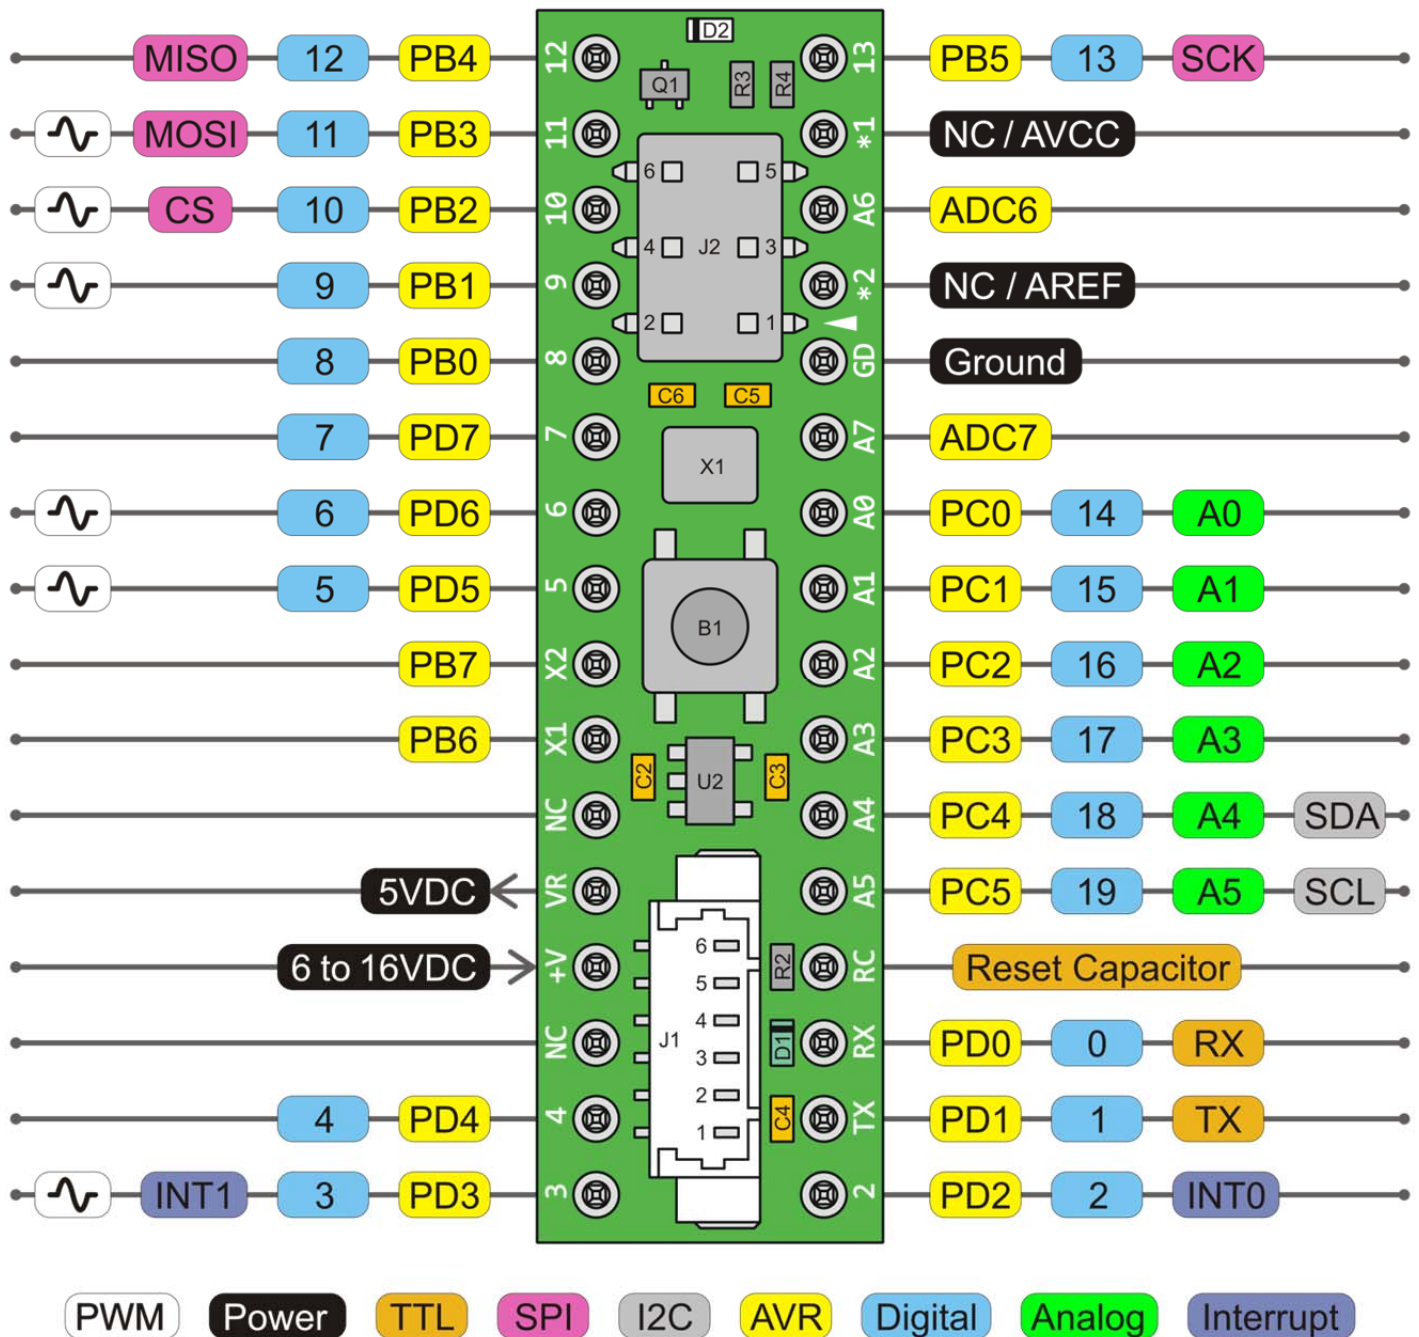 D2
MISO 12 PB4 12 Q1 R3 R4 13 PB5 13 SCK
MOSI 11 PB3 11 *1 NC / AVCC
6 5
CS 10 PB2 10 A6 ADC6
4 J2 3
9 PB1 9 *2 NC / AREF
2 1
8 PB0 8 GD Ground
C6 C5
7 PD7 7 A7 ADC7
X1
6 PD6 6 A0 PC0 14 A0
5 PD5 5 A1 PC1 15 A1
B1
PB7 X2 A2 PC2 16 A2
PB6 X1 A3 PC3 17 A3
C2 U2 C3
NC A4 PC4 18 A4 SDA
5VDC VR A5 PC5 19 A5 SCL
6 to 16VDC +V 6 R2 RC Reset Capacitor
5
4
NC J1 D1 RX PD0 0 RX
3
2
4 PD4 4 1 C4 TX PD1 1 TX
INT1 3 PD3 3 2 PD2 2 INT0
PWM Power TTL SPI I2C AVR Digital Analog Interrupt